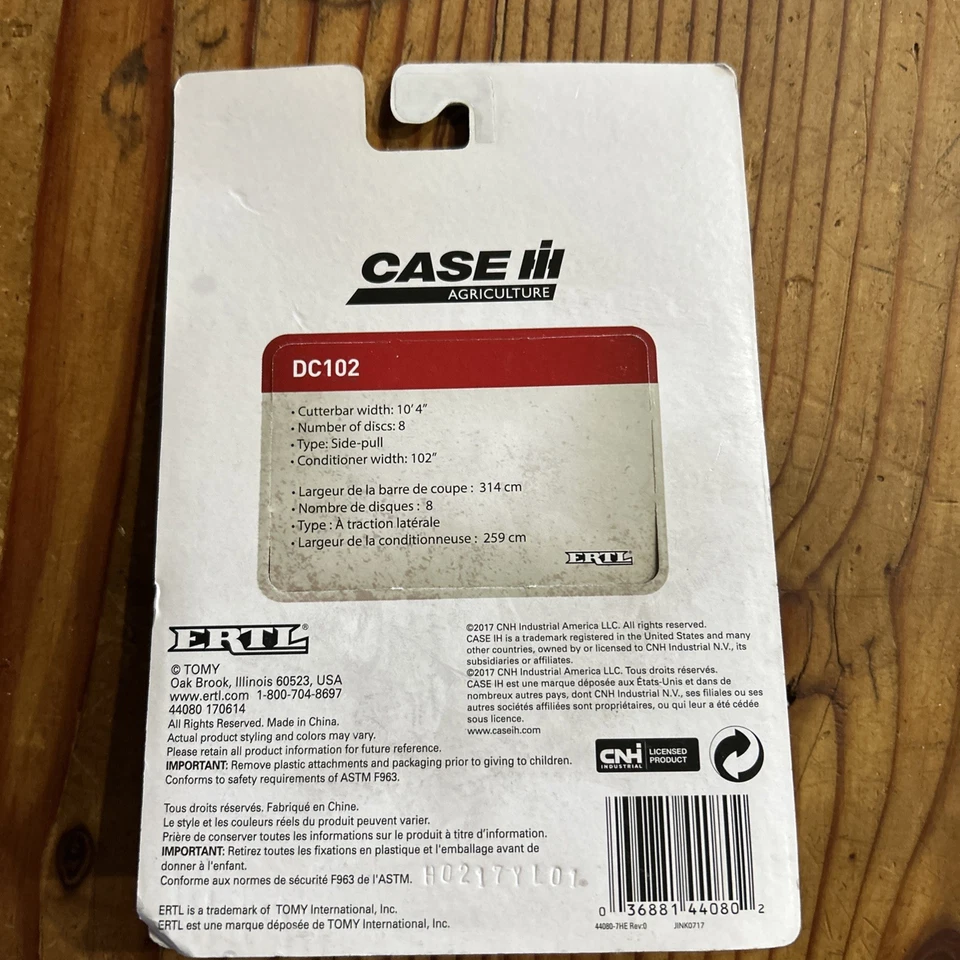 CASE IH
AGRICULTURE
DC102
• Cutterbar width: 10'4"
• Number of discs: 8
• Type: Side-pull
• Conditioner width: 102"
• Largeur de la barre de coupe : 314 cm
• Nombre de disques : 8
• Type : À traction latérale
• Largeur de la conditionneuse : 259 cm
ERTL
ERTL®
© TOMY
Oak Brook, Illinois 60523, USA
www.ertl.com 1-800-704-8697
44080 170614
All Rights Reserved. Made in China.
Actual product styling and colors may vary.
Please retain all product information for future reference.
IMPORTANT: Remove plastic attachments and packaging prior to giving to children.
Conforms to safety requirements of ASTM F963.
Tous droits réservés. Fabriqué en Chine.
Le style et les couleurs réels du produit peuvent varier.
Prière de conserver toutes les informations sur le produit à titre d'information.
IMPORTANT: Retirez toutes les fixations en plastique et l'emballage avant de
donner à l'enfant.
Conforme aux normes de sécurité F963 de l'ASTM.
H0217YL01
ERTL is a trademark of TOMY International, Inc.
ERTL est une marque déposée de TOMY International, Inc.
©2017 CNH Industrial America LLC. All rights reserved.
CASE IH is a trademark registered in the United States and many
other countries, owned by or licensed to CNH Industrial N.V., its
subsidiaries or affiliates.
©2017 CNH Industrial America LLC. Tous droits réservés.
CASE IH est une marque déposée aux États-Unis et dans de
nombreux autres pays, dont CNH Industrial N.V., ses filiales ou ses
autres sociétés affiliées sont propriétaires, ou qui leur a été cédée
sous licence.
www.caseih.com
CNH INDUSTRIAL
LICENSED
PRODUCT
0 36881 44080 2
44080-7HE Rev:0 JINK0717